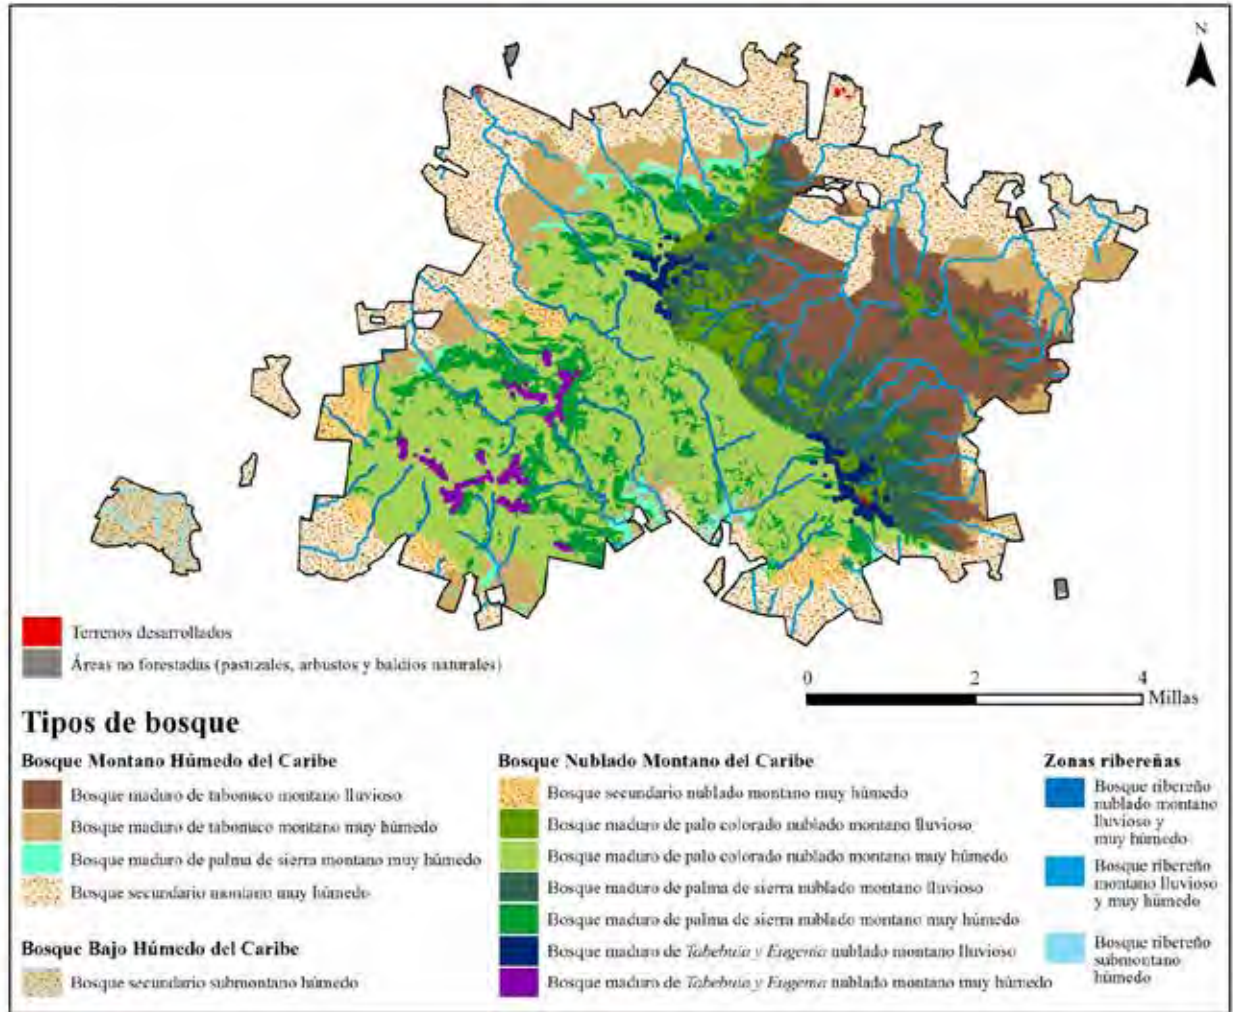 N
0 2 4
Millas
Terrenos desarrollados
Áreas no forestadas (pastizales, arbustos y baldíos naturales)
Tipos de bosque
Bosque Montano Húmedo del Caribe
Bosque maduro de tabonuco montano lluvioso
Bosque maduro de tabonuco montano muy húmedo
Bosque maduro de palma de sierra montano muy húmedo
Bosque secundario montano muy húmedo
Bosque Bajo Húmedo del Caribe
Bosque secundario submontano húmedo
Bosque Nublado Montano del Caribe
Bosque secundario nublado montano muy húmedo
Bosque maduro de palo colorado nublado montano lluvioso
Bosque maduro de palo colorado nublado montano muy húmedo
Bosque maduro de palma de sierra nublado montano lluvioso
Bosque maduro de palma de sierra nublado montano muy húmedo
Bosque maduro de Tabebuia y Eugenia nublado montano lluvioso
Bosque maduro de Tabebuia y Eugenia nublado montano muy húmedo
Zonas ribereñas
Bosque ribereño
nublado montano
lluvioso y
muy húmedo
Bosque ribereño
montano lluvioso
y muy húmedo
Bosque ribereño
submontano
húmedo